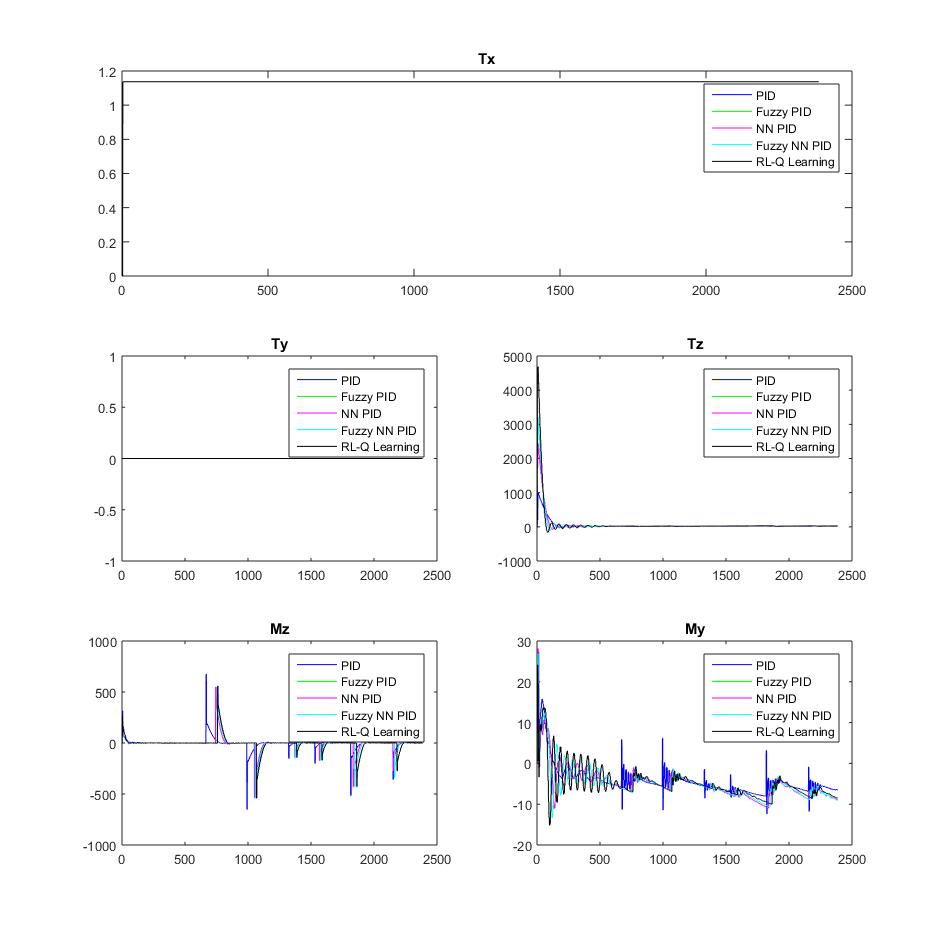 Tx
1.2
1
0.8
0.6
0.4
0.2
0
0 500 1000 1500 2000 2500
PID
Fuzzy PID
NN PID
Fuzzy NN PID
RL-Q Learning
Ty
1
0.5
0
-0.5
-1
0 500 1000 1500 2000 2500
PID
Fuzzy PID
NN PID
Fuzzy NN PID
RL-Q Learning
Tz
5000
4000
3000
2000
1000
0
-1000
0 500 1000 1500 2000 2500
PID
Fuzzy PID
NN PID
Fuzzy NN PID
RL-Q Learning
Mz
1000
500
0
-500
-1000
0 500 1000 1500 2000 2500
PID
Fuzzy PID
NN PID
Fuzzy NN PID
RL-Q Learning
My
30
20
10
0
-10
-20
0 500 1000 1500 2000 2500
PID
Fuzzy PID
NN PID
Fuzzy NN PID
RL-Q Learning